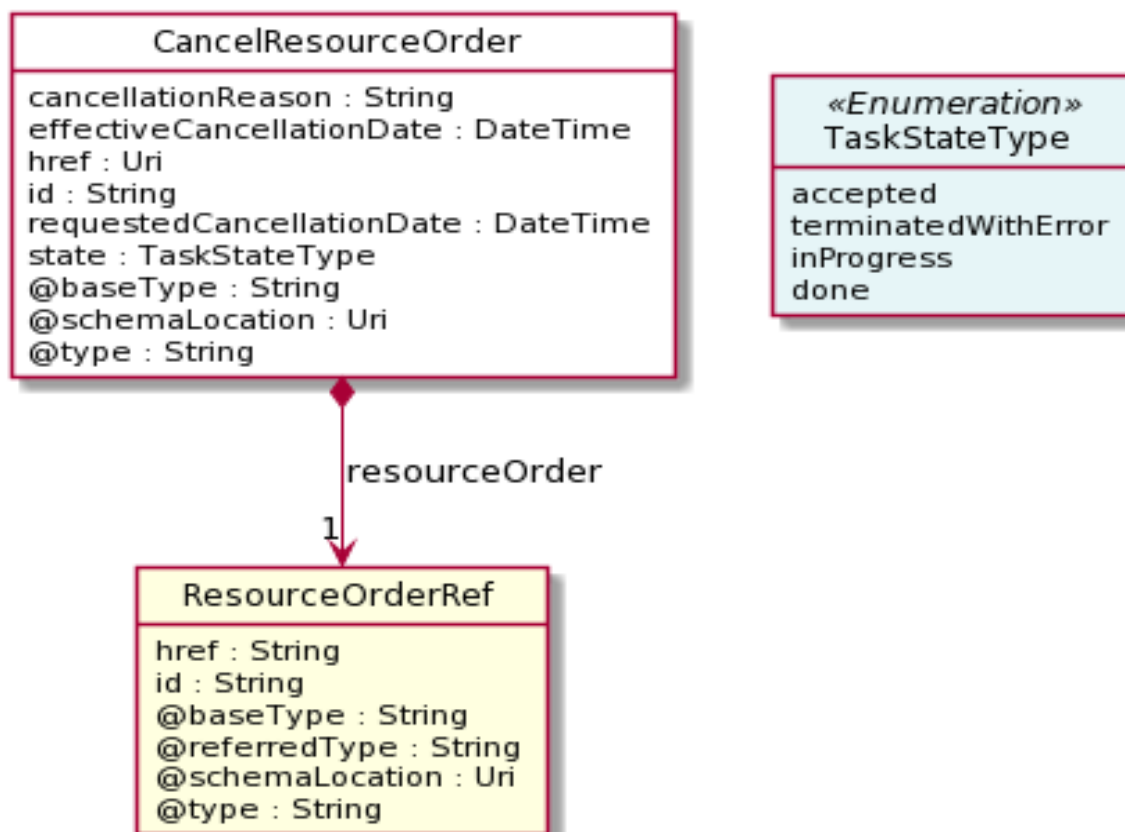 CancelResourceOrder
cancellationReason : String
effectiveCancellationDate : DateTime
href : Uri
id : String
requestedCancellationDate : DateTime
state : TaskStateType
@baseType : String
@schemaLocation : Uri
@type : String
«Enumeration»
TaskStateType
accepted
terminatedWithError
inProgress
done
resourceOrder
1
ResourceOrderRef
href : String
id : String
@baseType : String
@referredType : String
@schemaLocation : Uri
@type : String